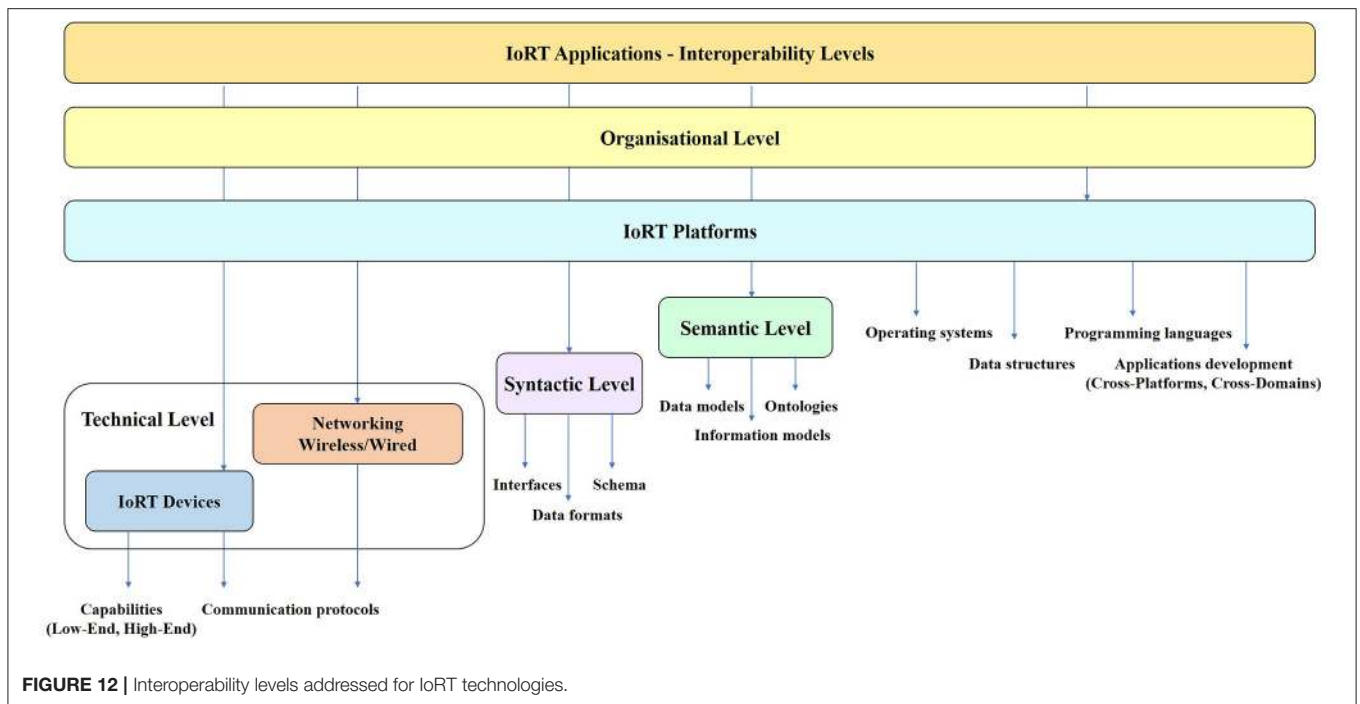 IoRT Applications - Interoperability Levels
Organisational Level
IoRT Platforms
Technical Level
Networking
Wireless/Wired
IoRT Devices
Capabilities
(Low-End, High-End)
Communication protocols
Syntactic Level
Interfaces
Schema
Data formats
Semantic Level
Data models
Ontologies
Information models
Operating systems
Data structures
Programming languages
Applications development
(Cross-Platforms, Cross-Domains)
FIGURE 12 | Interoperability levels addressed for IoRT technologies.